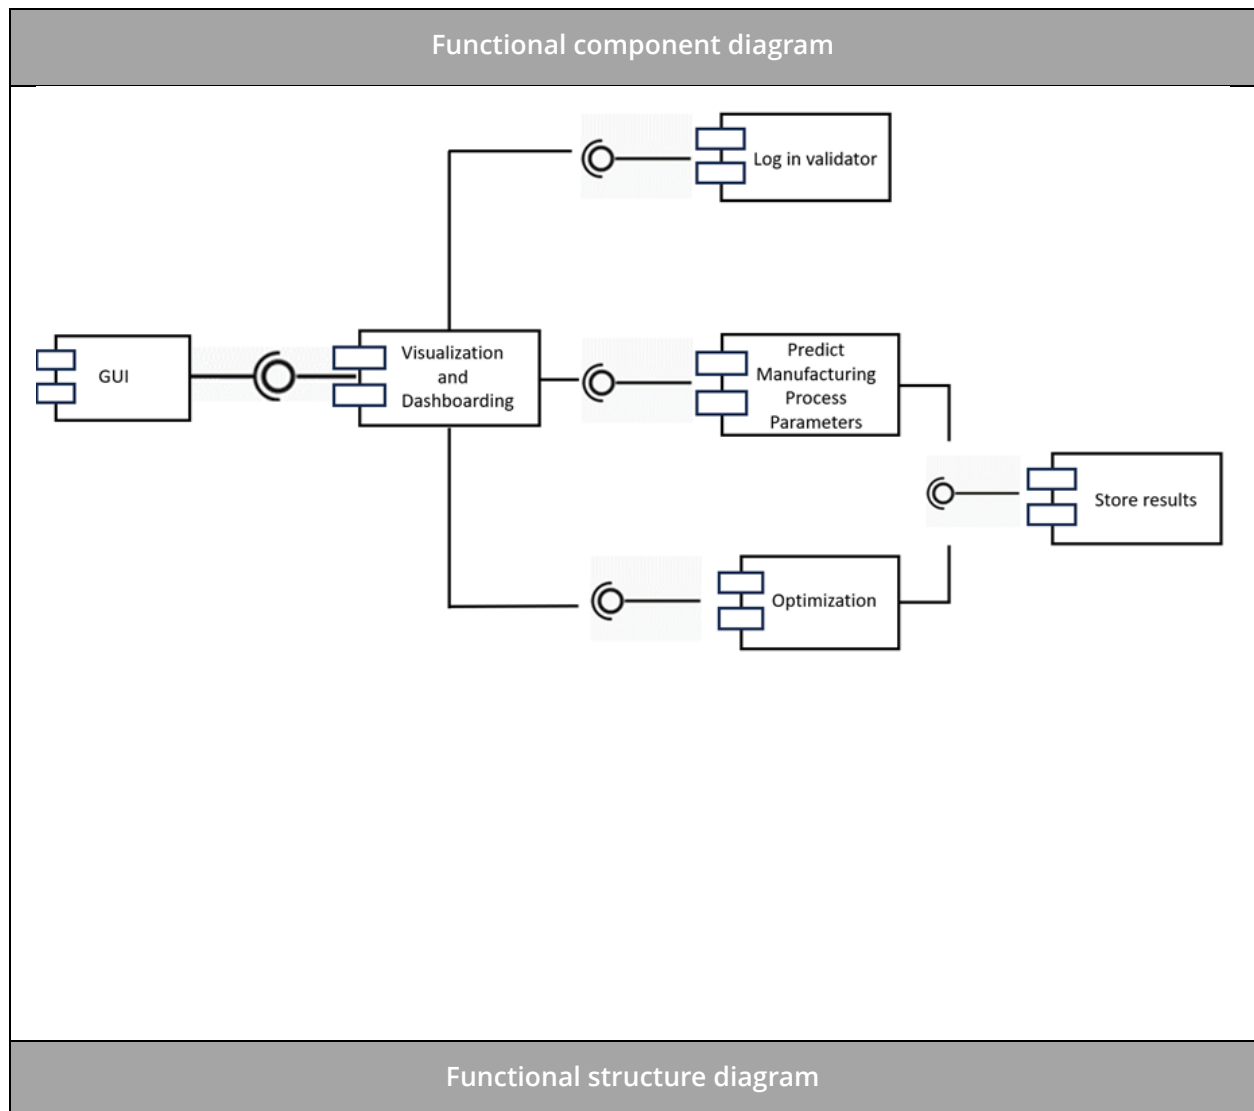 Functional component diagram
Log in validator
GUI
Visualization
and
Dashboarding
Predict
Manufacturing
Process
Parameters
Store results
Optimization
Functional structure diagram